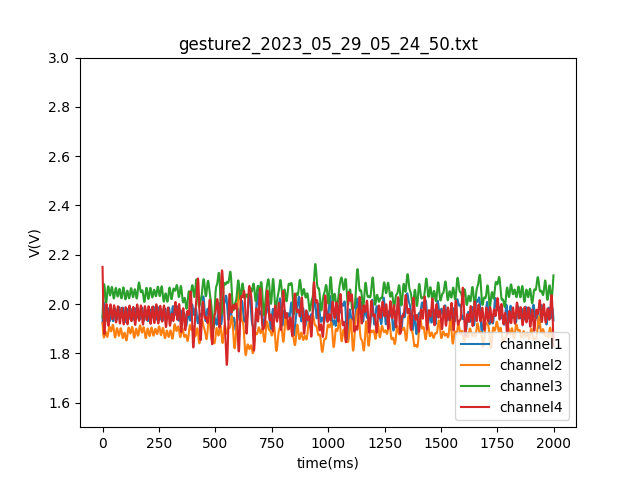 gesture2_2023_05_29_05_24_50.txt
3.0
2.8
2.6
2.4
2.2
2.0
1.8
1.6
V(V)
channel1
channel2
channel3
channel4
0 250 500 750 1000 1250 1500 1750 2000
time(ms)